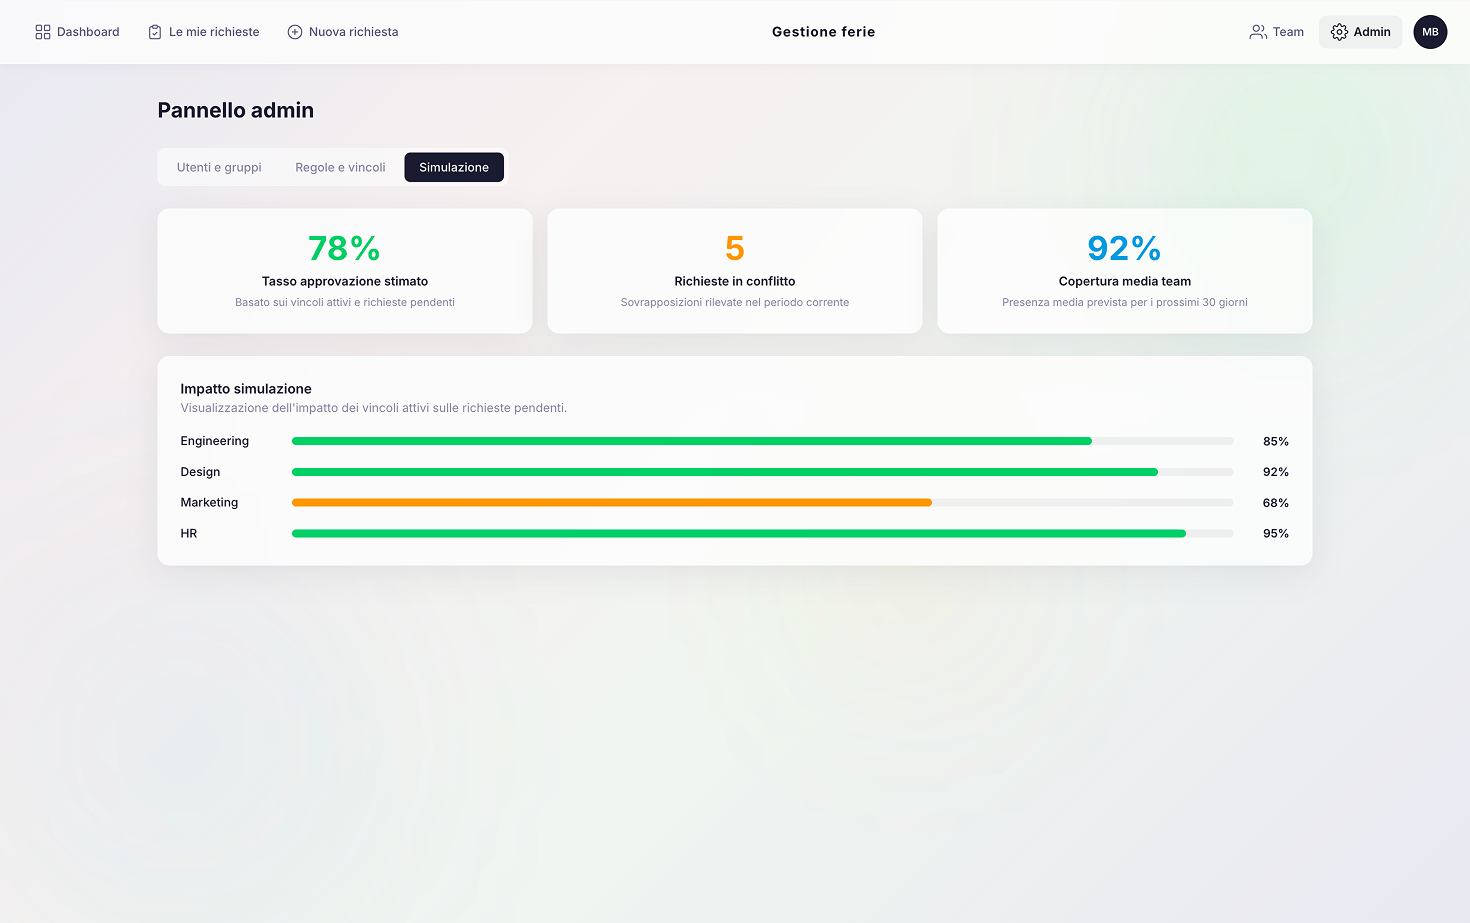 Dashboard
Le mie richieste
Nuova richiesta
Gestione ferie
Team
Admin
MB
Pannello admin
Utenti e gruppi
Regole e vincoli
Simulazione
78%
Tasso approvazione stimato
Basato sui vincoli attivi e richieste pendenti
5
Richieste in conflitto
Sovrapposizioni rilevate nel periodo corrente
92%
Copertura media team
Presenza media prevista per i prossimi 30 giorni
Impatto simulazione
Visualizzazione dell'impatto dei vincoli attivi sulle richieste pendenti.
Engineering 85%
Design 92%
Marketing 68%
HR 95%